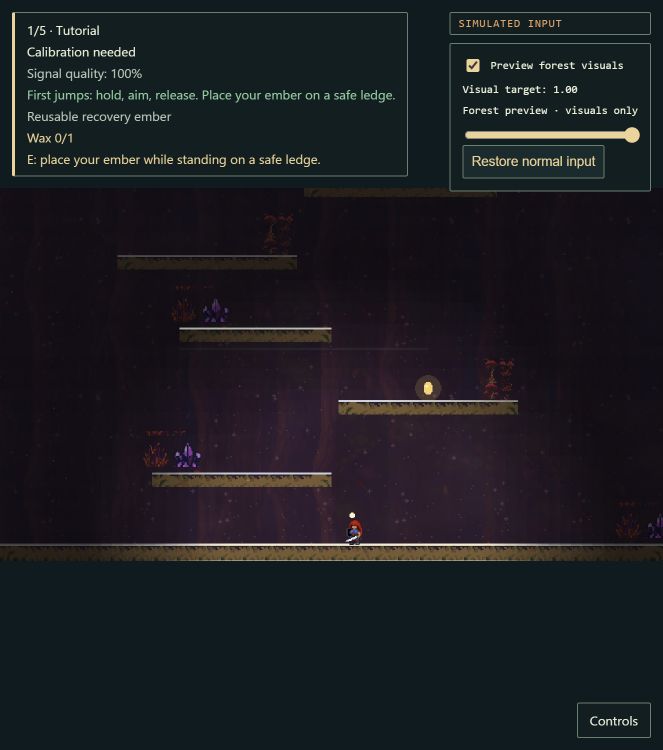 1/5 · Tutorial
Calibration needed
Signal quality: 100%
First jumps: hold, aim, release. Place your ember on a safe ledge.
Reusable recovery ember
Wax 0/1
E: place your ember while standing on a safe ledge.
SIMULATED INPUT
Preview forest visuals
Visual target: 1.00
Forest preview · visuals only
Restore normal input
Controls